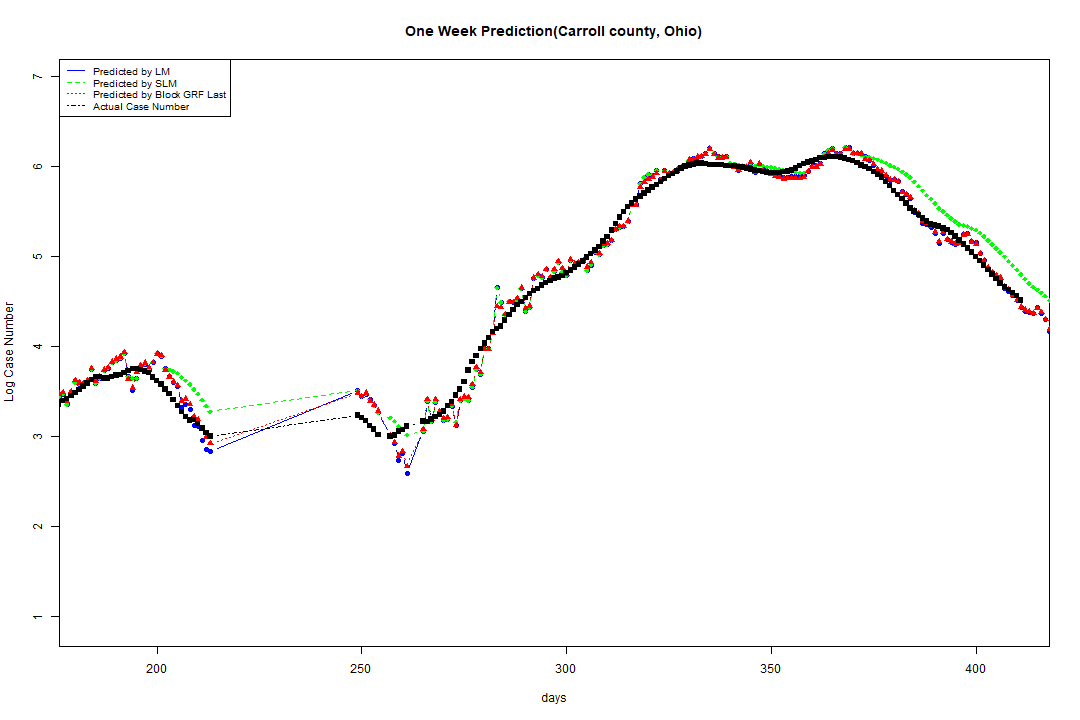 One Week Prediction(Carroll county, Ohio)
Predicted by LM
Predicted by SLM
Predicted by Block GRF Last
Actual Case Number
7
6
5
4
3
2
1
Log Case Number
200 250 300 350 400
days